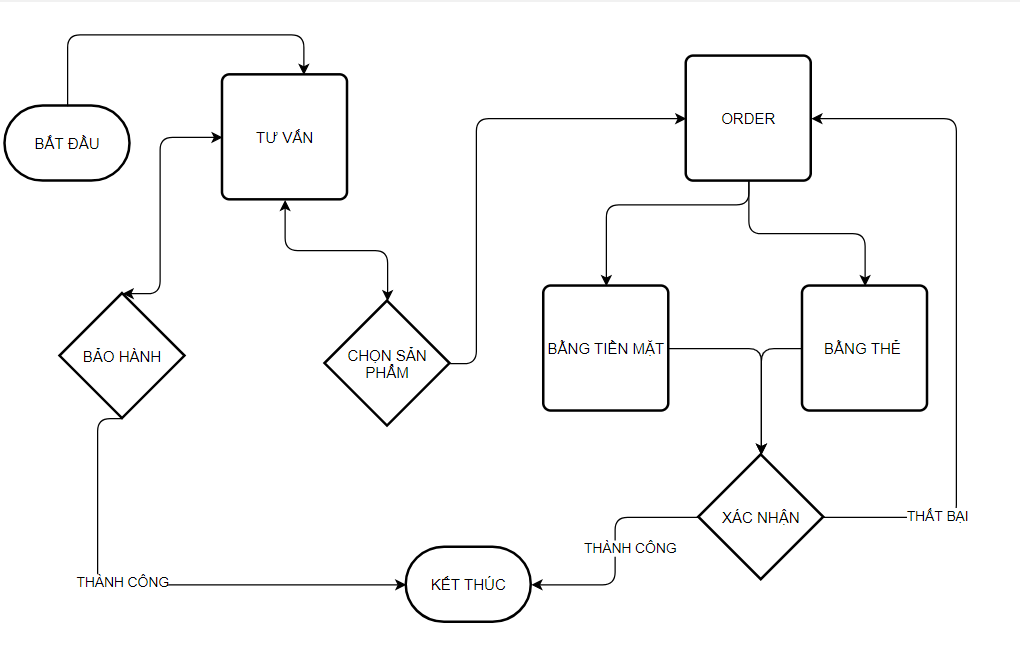 BẮT ĐẦU
TƯ VẤN
ORDER
BẢO HÀNH
CHỌN SẢN
PHẨM
BẰNG TIỀN MẶT
BẰNG THẺ
XÁC NHẬN
THẤT BẠI
THÀNH CÔNG
THÀNH CÔNG
KẾT THÚC